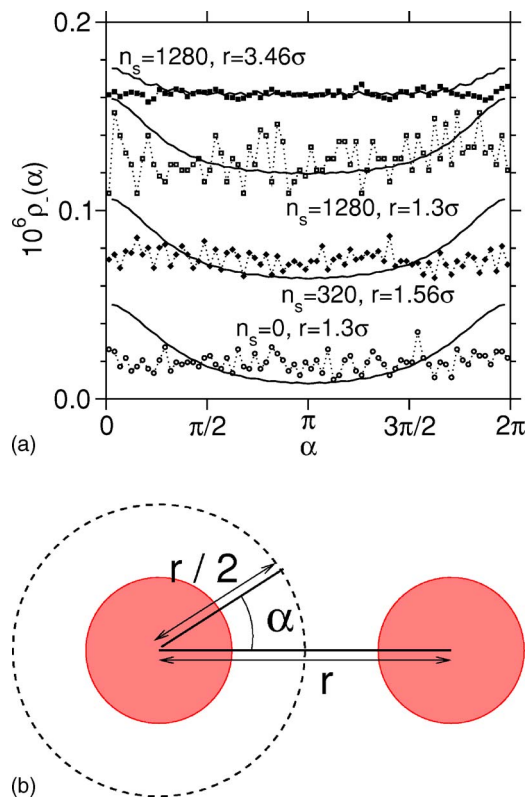 0.2
n_s=1280, r=3.46σ
0.1
10^6 ρ_-(α)
n_s=1280, r=1.3σ
n_s=320, r=1.56σ
n_s=0, r=1.3σ
0.0
0 π/2 π 3π/2 2π
α
(a)
r / 2
α
r
(b)